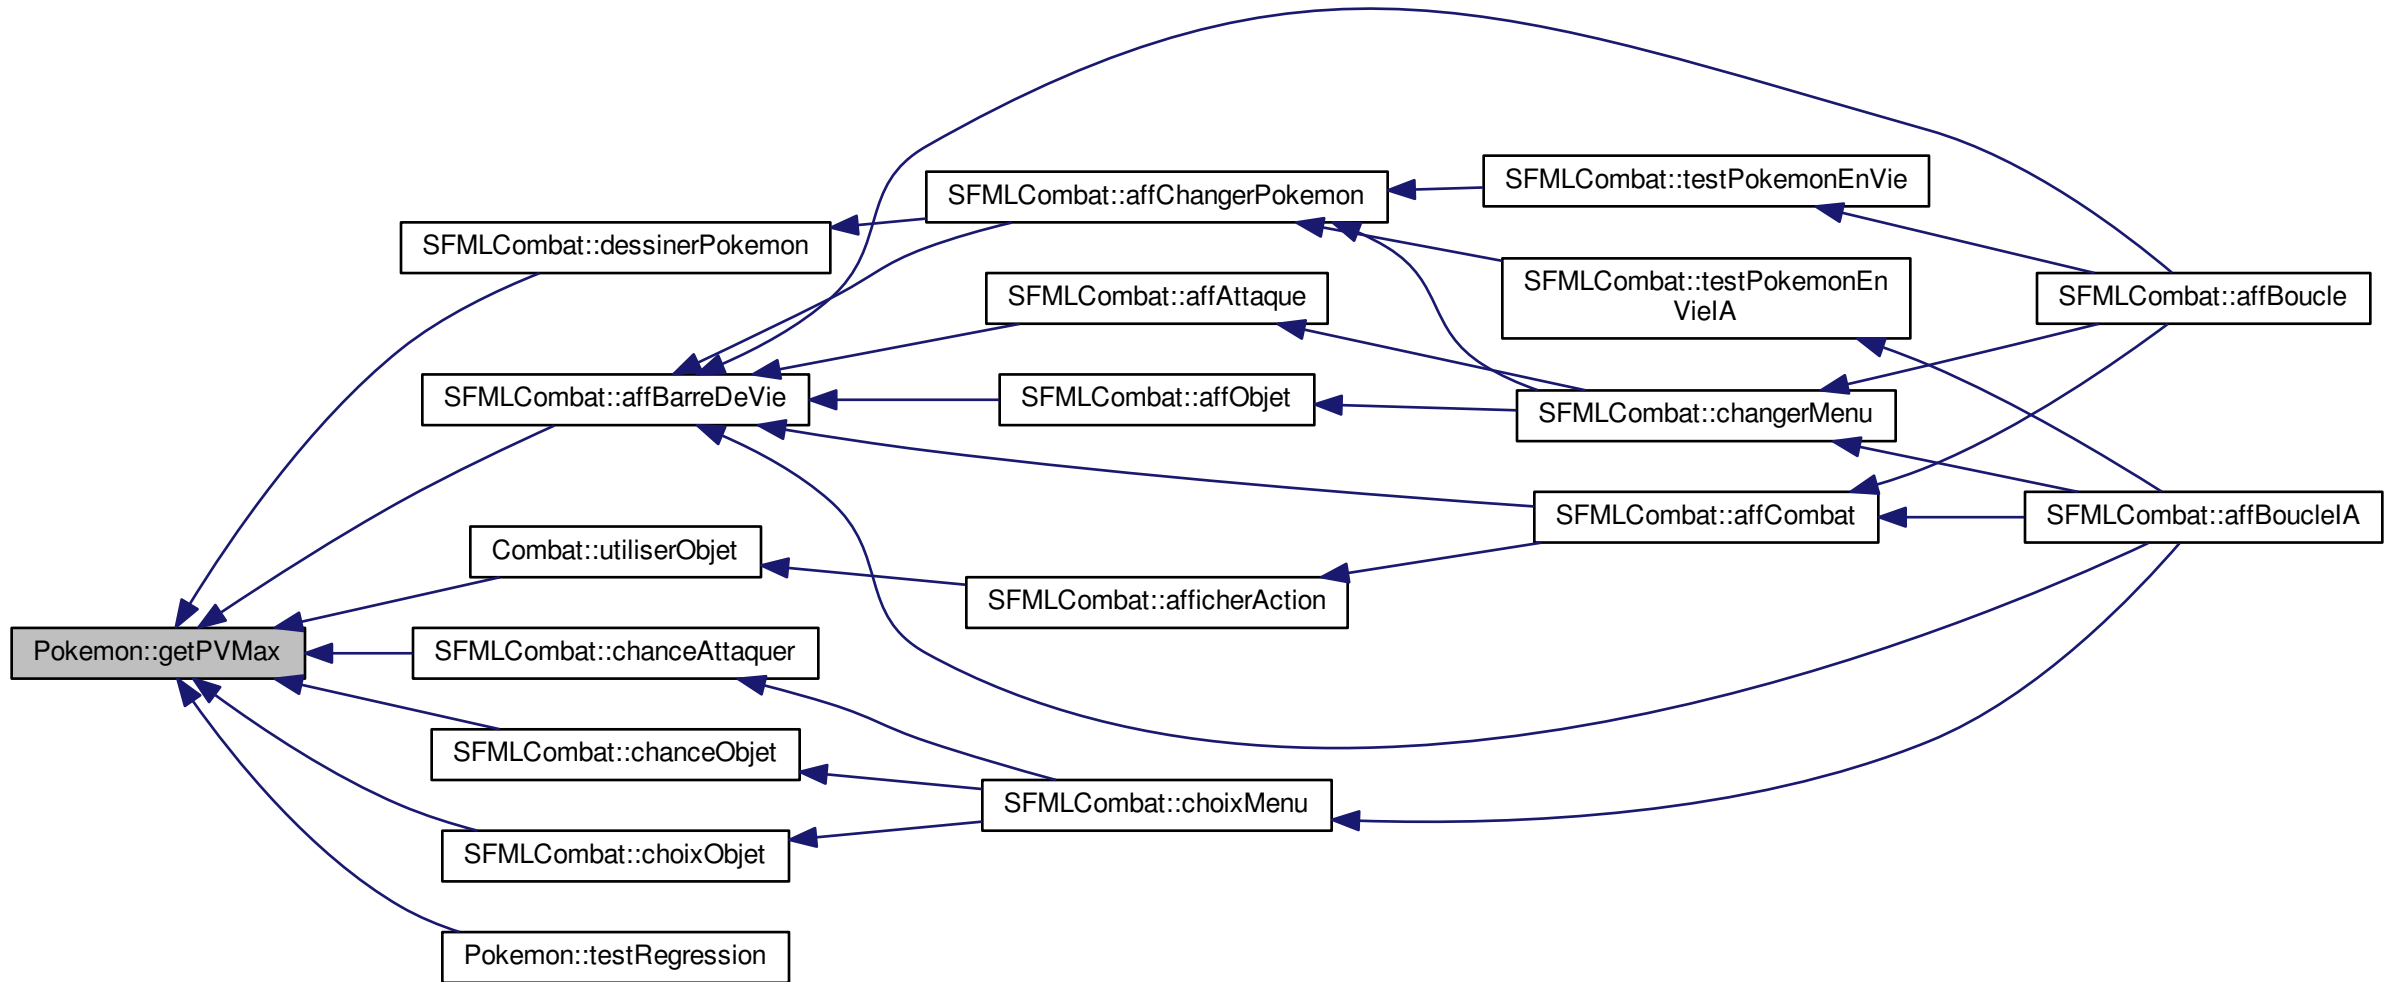 SFMLCombat::testPokemonEnVie
SFMLCombat::affChangerPokemon
SFMLCombat::dessinerPokemon
SFMLCombat::testPokemonEn
VieIA
SFMLCombat::affAttaque
SFMLCombat::affBoucle
SFMLCombat::affBarreDeVie
SFMLCombat::affObjet
SFMLCombat::changerMenu
SFMLCombat::affCombat
SFMLCombat::affBoucleIA
Combat::utiliserObjet
SFMLCombat::afficherAction
Pokemon::getPVMax
SFMLCombat::chanceAttaquer
SFMLCombat::chanceObjet
SFMLCombat::choixMenu
SFMLCombat::choixObjet
Pokemon::testRegression